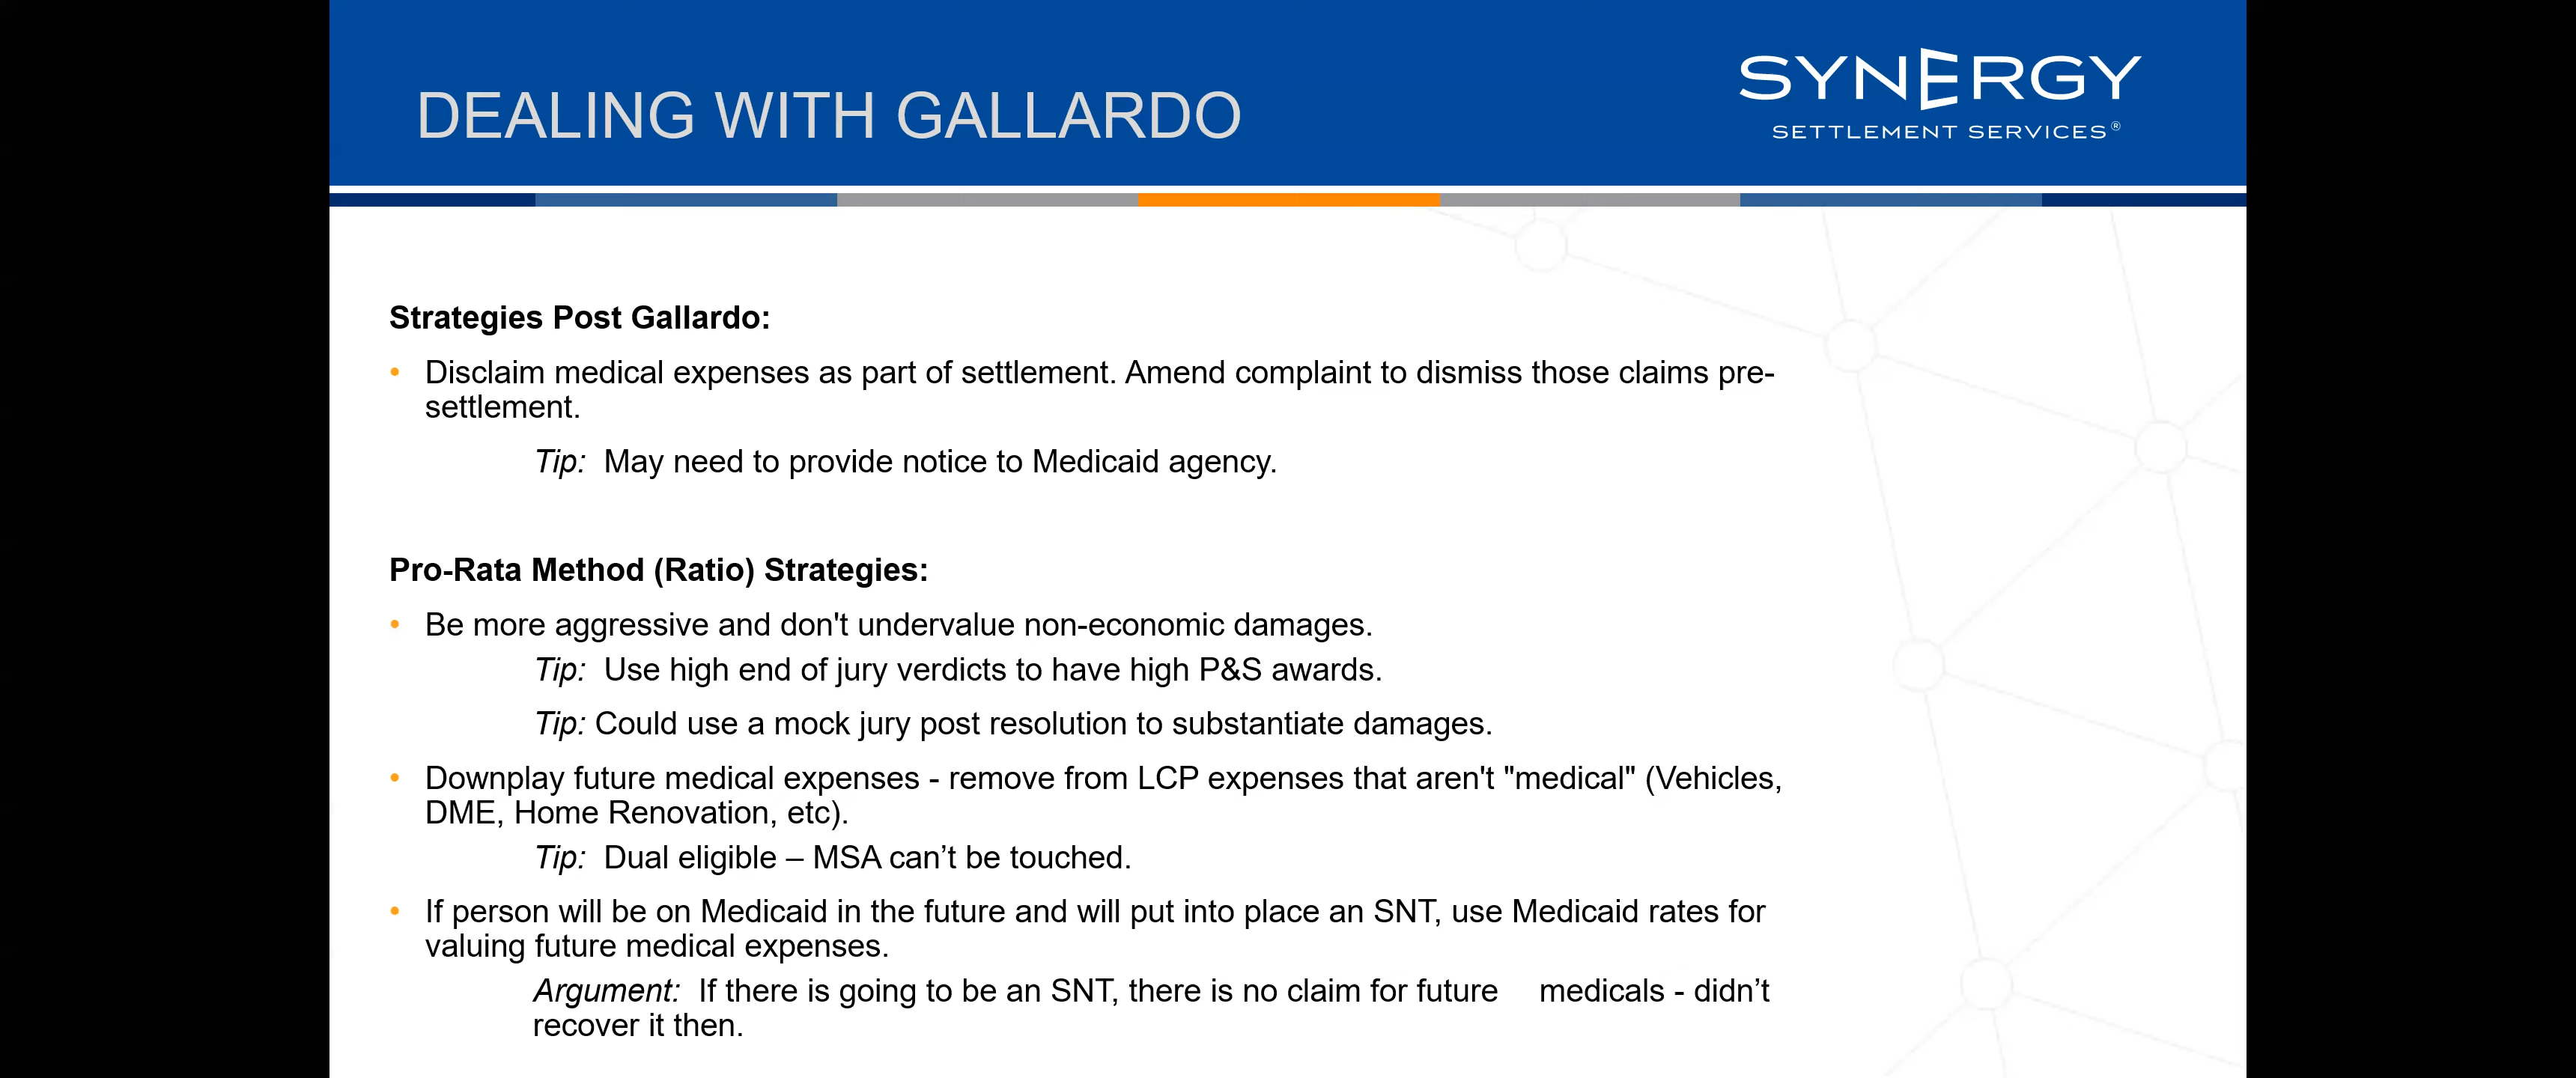 DEALING WITH GALLARDO
SYNERGY
SETTLEMENT SERVICES®
Strategies Post Gallardo:
• Disclaim medical expenses as part of settlement. Amend complaint to dismiss those claims pre-
settlement.
Tip: May need to provide notice to Medicaid agency.
Pro-Rata Method (Ratio) Strategies:
• Be more aggressive and don't undervalue non-economic damages.
Tip: Use high end of jury verdicts to have high P&S awards.
Tip: Could use a mock jury post resolution to substantiate damages.
• Downplay future medical expenses - remove from LCP expenses that aren't "medical" (Vehicles,
DME, Home Renovation, etc).
Tip: Dual eligible – MSA can’t be touched.
• If person will be on Medicaid in the future and will put into place an SNT, use Medicaid rates for
valuing future medical expenses.
Argument: If there is going to be an SNT, there is no claim for future medicals - didn’t
recover it then.